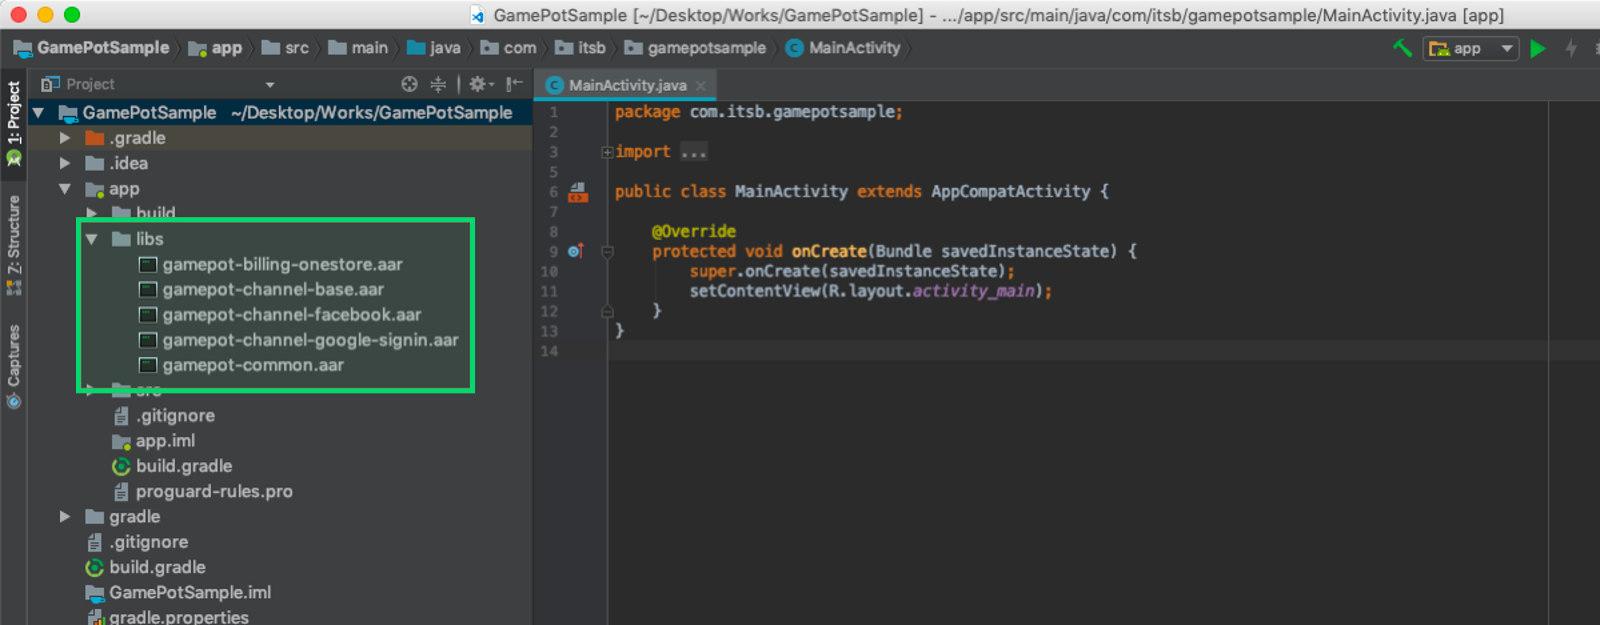 GamePotSample [~/Desktop/Works/GamePotSample] - .../app/src/main/java/com/itsb/gamepotsample/MainActivity.java [app]
GamePotSample app src main java com itsb gamepotsample MainActivity app
Project
1: Project
7: Structure
Captures
GamePotSample ~/Desktop/Works/GamePotSample
.gradle
.idea
app
build
libs
gamepot-billing-onestore.aar
gamepot-channel-base.aar
gamepot-channel-facebook.aar
gamepot-channel-google-signin.aar
gamepot-common.aar
src
.gitignore
app.iml
build.gradle
proguard-rules.pro
gradle
.gitignore
build.gradle
GamePotSample.iml
gradle.properties
MainActivity.java
1 package com.itsb.gamepotsample;
2
3 import ...
5
6 public class MainActivity extends AppCompatActivity {
7
8 @Override
9 protected void onCreate(Bundle savedInstanceState) {
10 super.onCreate(savedInstanceState);
11 setContentView(R.layout.activity_main);
12 }
13 }
14